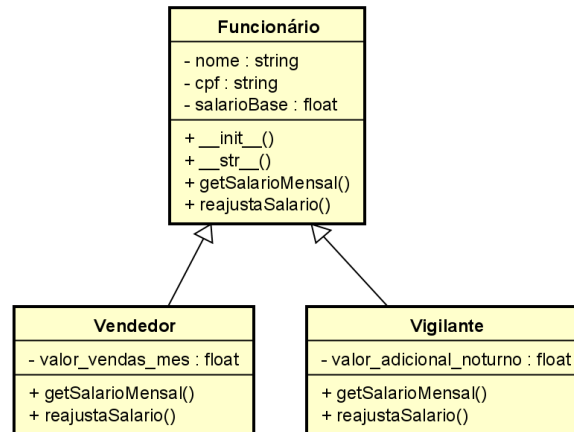 Funcionário
- nome : string
- cpf : string
- salarioBase : float
+ __init__()
+ __str__()
+ getSalarioMensal()
+ reajustaSalario()
Vendedor
- valor_vendas_mes : float
+ getSalarioMensal()
+ reajustaSalario()
Vigilante
- valor_adicional_noturno : float
+ getSalarioMensal()
+ reajustaSalario()